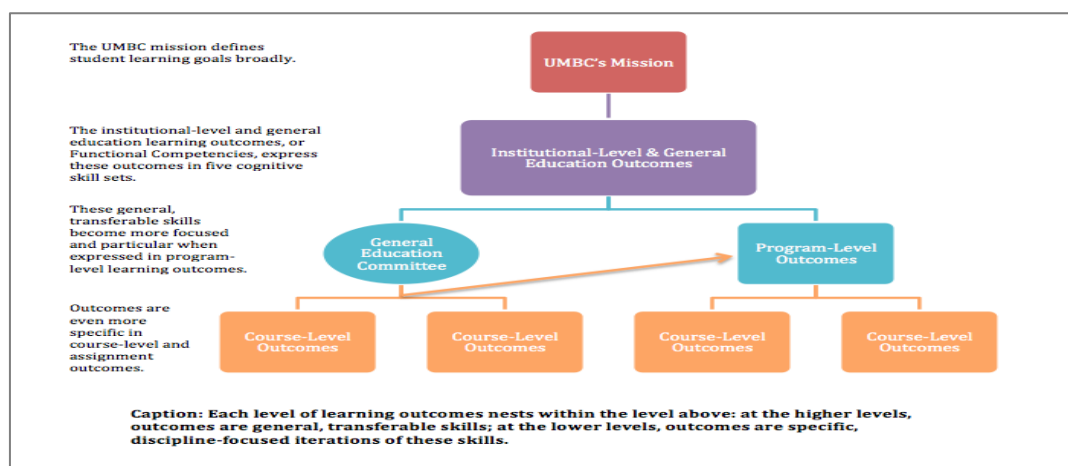 The UMBC mission defines
student learning goals broadly.
UMBC's Mission
The institutional-level and general
education learning outcomes, or
Functional Competencies, express
these outcomes in five cognitive
skill sets.
Institutional-Level & General
Education Outcomes
These general,
transferable skills
become more focused
and particular when
expressed in program-
level learning outcomes.
General
Education
Committee
Program-Level
Outcomes
Outcomes are
even more
specific in
course-level and
assignment
outcomes.
Course-Level
Outcomes
Course-Level
Outcomes
Course-Level
Outcomes
Course-Level
Outcomes
Caption: Each level of learning outcomes nests within the level above: at the higher levels,
outcomes are general, transferable skills; at the lower levels, outcomes are specific,
discipline-focused iterations of these skills.